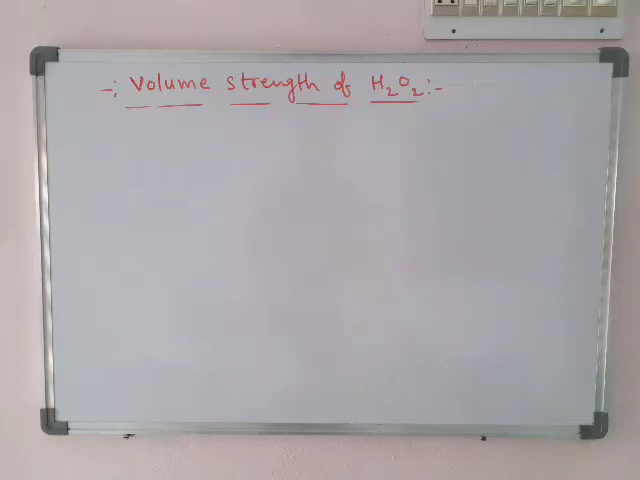 -: Volume strength of H₂O₂:-